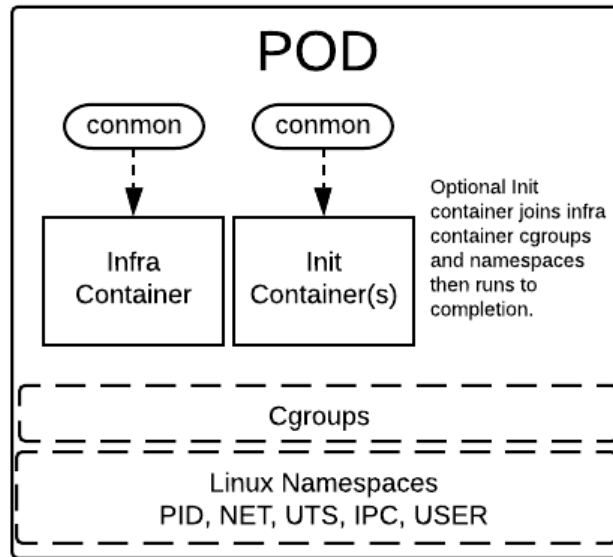 POD
conmon
conmon
Infra
Container
Init
Container(s)
Optional Init
container joins infra
container cgroups
and namespaces
then runs to
completion.
Cgroups
Linux Namespaces
PID, NET, UTS, IPC, USER